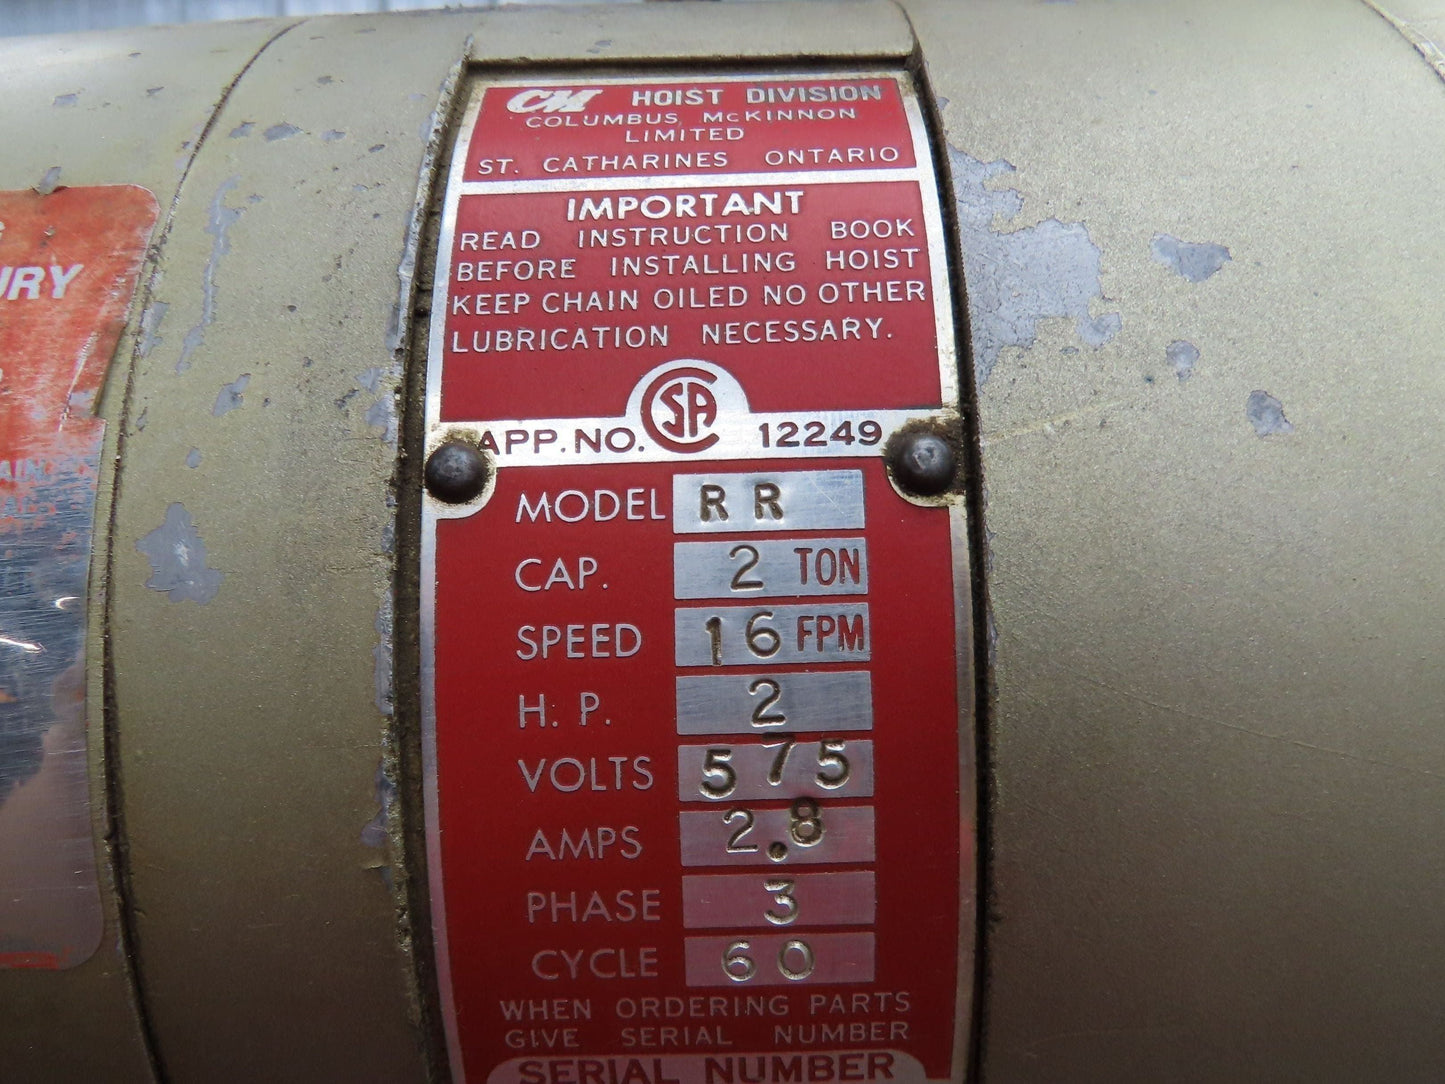 CM HOIST DIVISION
COLUMBUS McKINNON
LIMITED
ST. CATHARINES ONTARIO
IMPORTANT
READ INSTRUCTION BOOK
BEFORE INSTALLING HOIST
KEEP CHAIN OILED NO OTHER
LUBRICATION NECESSARY.
APP. NO. CSA 12249
MODEL RR
CAP. 2 TON
SPEED 16 FPM
H. P. 2
VOLTS 575
AMPS 2.8
PHASE 3
CYCLE 60
WHEN ORDERING PARTS
GIVE SERIAL NUMBER
SERIAL NUMBER